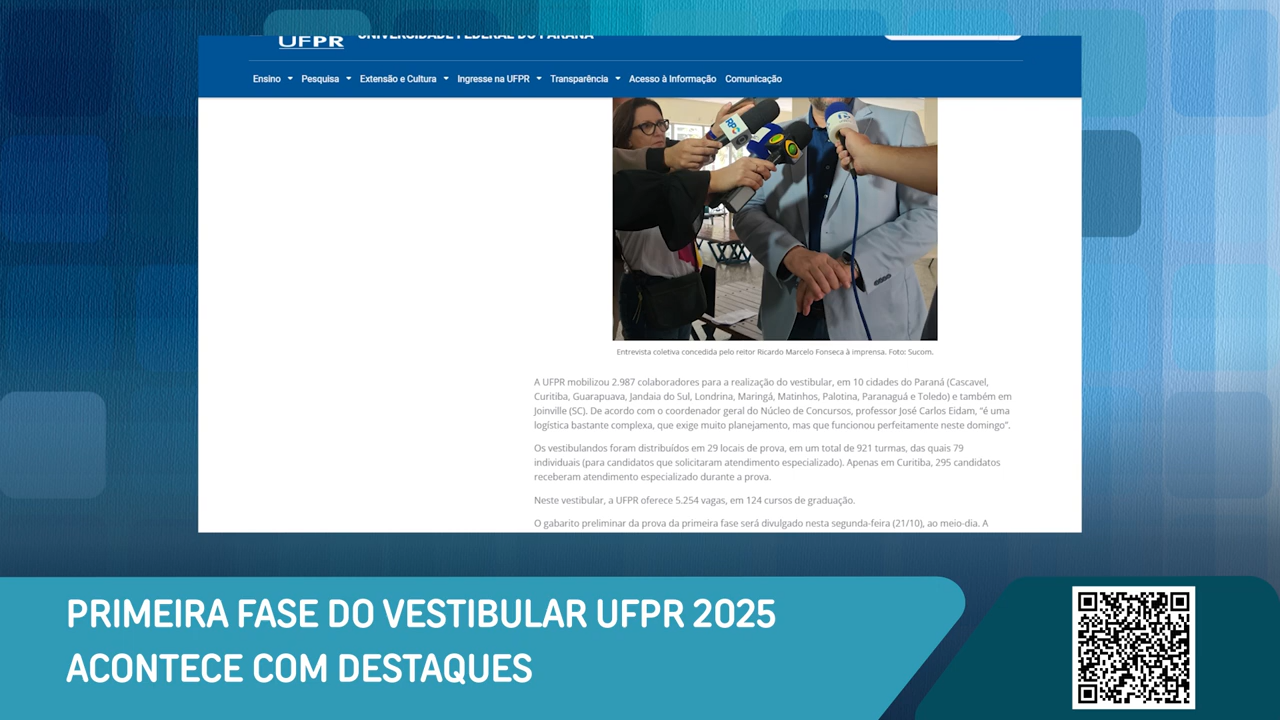 UFPR UNIVERSIDADE FEDERAL DO PARANÁ
Ensino Pesquisa Extensão e Cultura Ingresse na UFPR Transparência Acesso à Informação Comunicação
RPC
Entrevista coletiva concedida pelo reitor Ricardo Marcelo Fonseca à imprensa. Foto: Sucom.
A UFPR mobilizou 2.987 colaboradores para a realização do vestibular, em 10 cidades do Paraná (Cascavel,
Curitiba, Guarapuava, Jandaia do Sul, Londrina, Maringá, Matinhos, Palotina, Paranaguá e Toledo) e também em
Joinville (SC). De acordo com o coordenador geral do Núcleo de Concursos, professor José Carlos Eidam, “é uma
logística bastante complexa, que exige muito planejamento, mas que funcionou perfeitamente neste domingo”.
Os vestibulandos foram distribuídos em 29 locais de prova, em um total de 921 turmas, das quais 79
individuais (para candidatos que solicitaram atendimento especializado). Apenas em Curitiba, 295 candidatos
receberam atendimento especializado durante a prova.
Neste vestibular, a UFPR oferece 5.254 vagas, em 124 cursos de graduação.
O gabarito preliminar da prova da primeira fase será divulgado nesta segunda-feira (21/10), ao meio-dia. A
PRIMEIRA FASE DO VESTIBULAR UFPR 2025
ACONTECE COM DESTAQUES